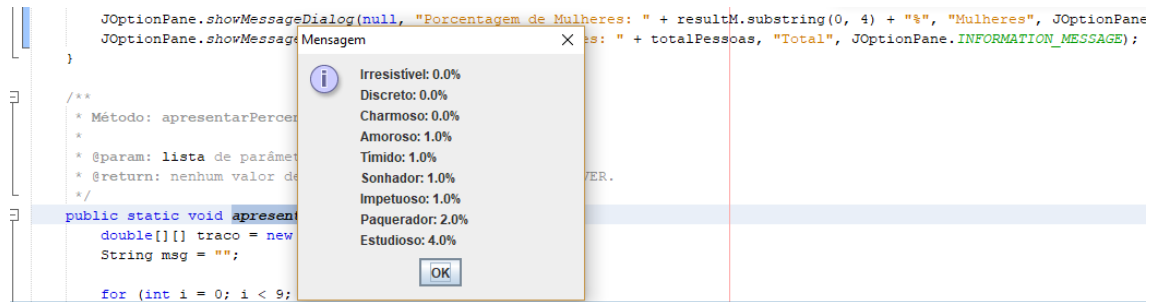 JOptionPane.showMessageDialog(null, "Porcentagem de Mulheres: " + resultM.substring(0, 4) + "%", "Mulheres", JOptionPane
JOptionPane.showMessage es: " + totalPessoas, "Total", JOptionPane.INFORMATION_MESSAGE);
}
Mensagem
Irresistível: 0.0%
Discreto: 0.0%
Charmoso: 0.0%
Amoroso: 1.0%
Tímido: 1.0%
Sonhador: 1.0%
Impetuoso: 1.0%
Paquerador: 2.0%
Estudioso: 4.0%
OK
/**
* Método: apresentarPercen
*
* @param: lista de parâmet
* @return: nenhum valor de VER.
*/
public static void apresent
double[][] traco = new
String msg = "";
for (int i = 0; i < 9;